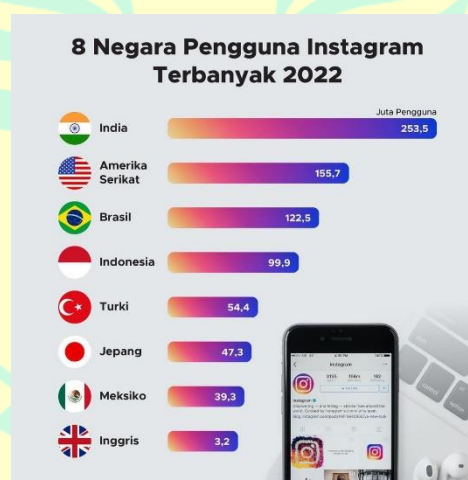 8 Negara Pengguna Instagram
Terbanyak 2022
Juta Pengguna
India
253,5
Amerika
Serikat
155,7
Brasil
122,5
Indonesia
99,9
Turki
54,4
Jepang
47,3
Meksiko
39,3
Inggris
3,2
Instagram